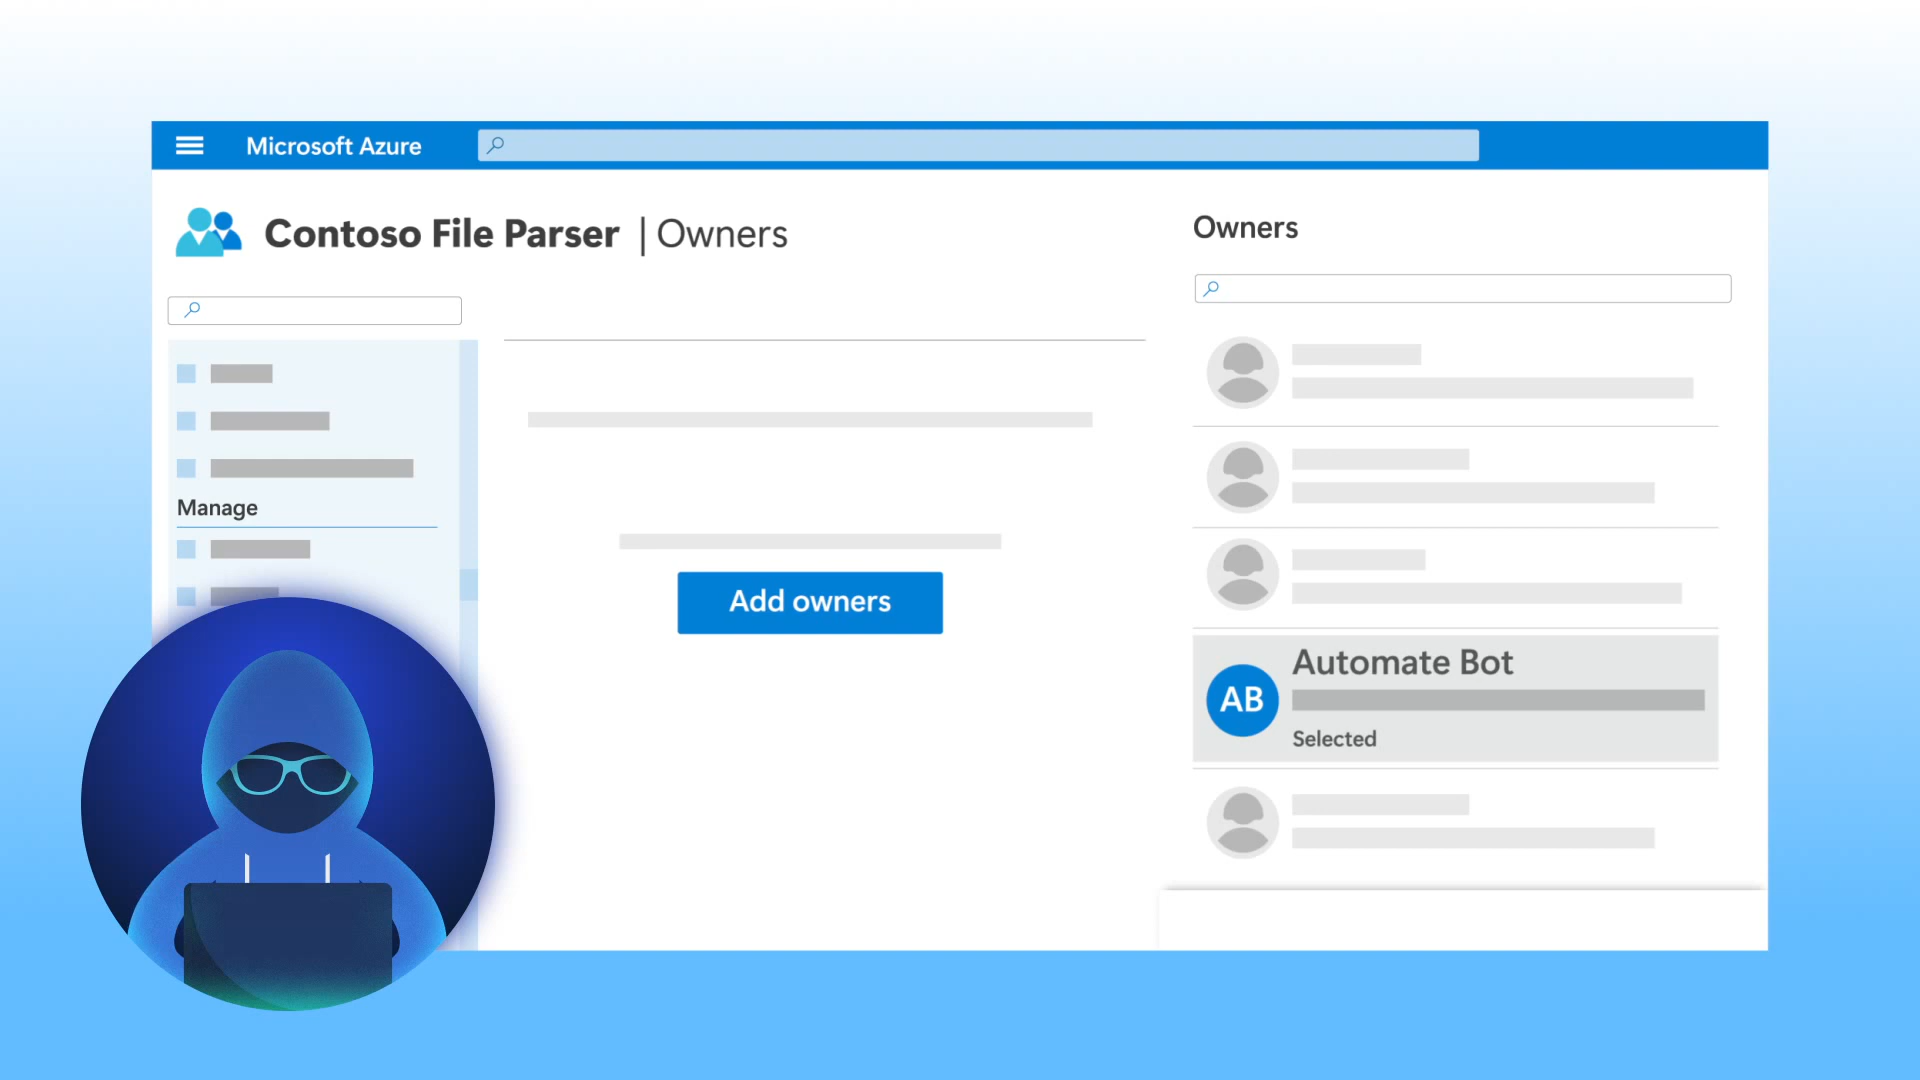 Microsoft Azure
Contoso File Parser | Owners
Manage
Add owners
Owners
AB
Automate Bot
Selected